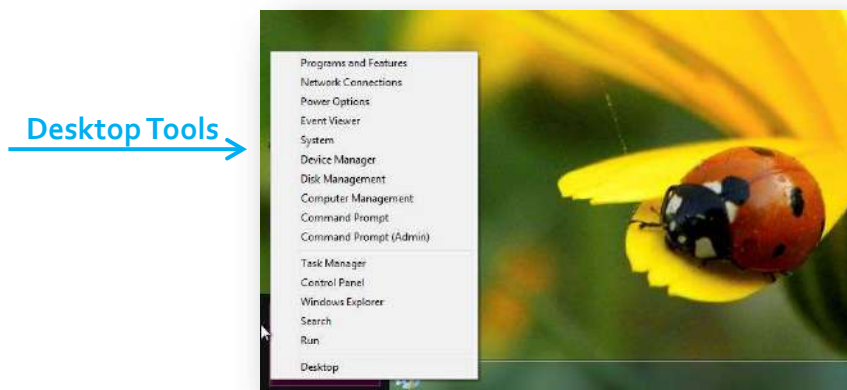 Desktop Tools
Programs and Features
Network Connections
Power Options
Event Viewer
System
Device Manager
Disk Management
Computer Management
Command Prompt
Command Prompt (Admin)
Task Manager
Control Panel
Windows Explorer
Search
Run
Desktop